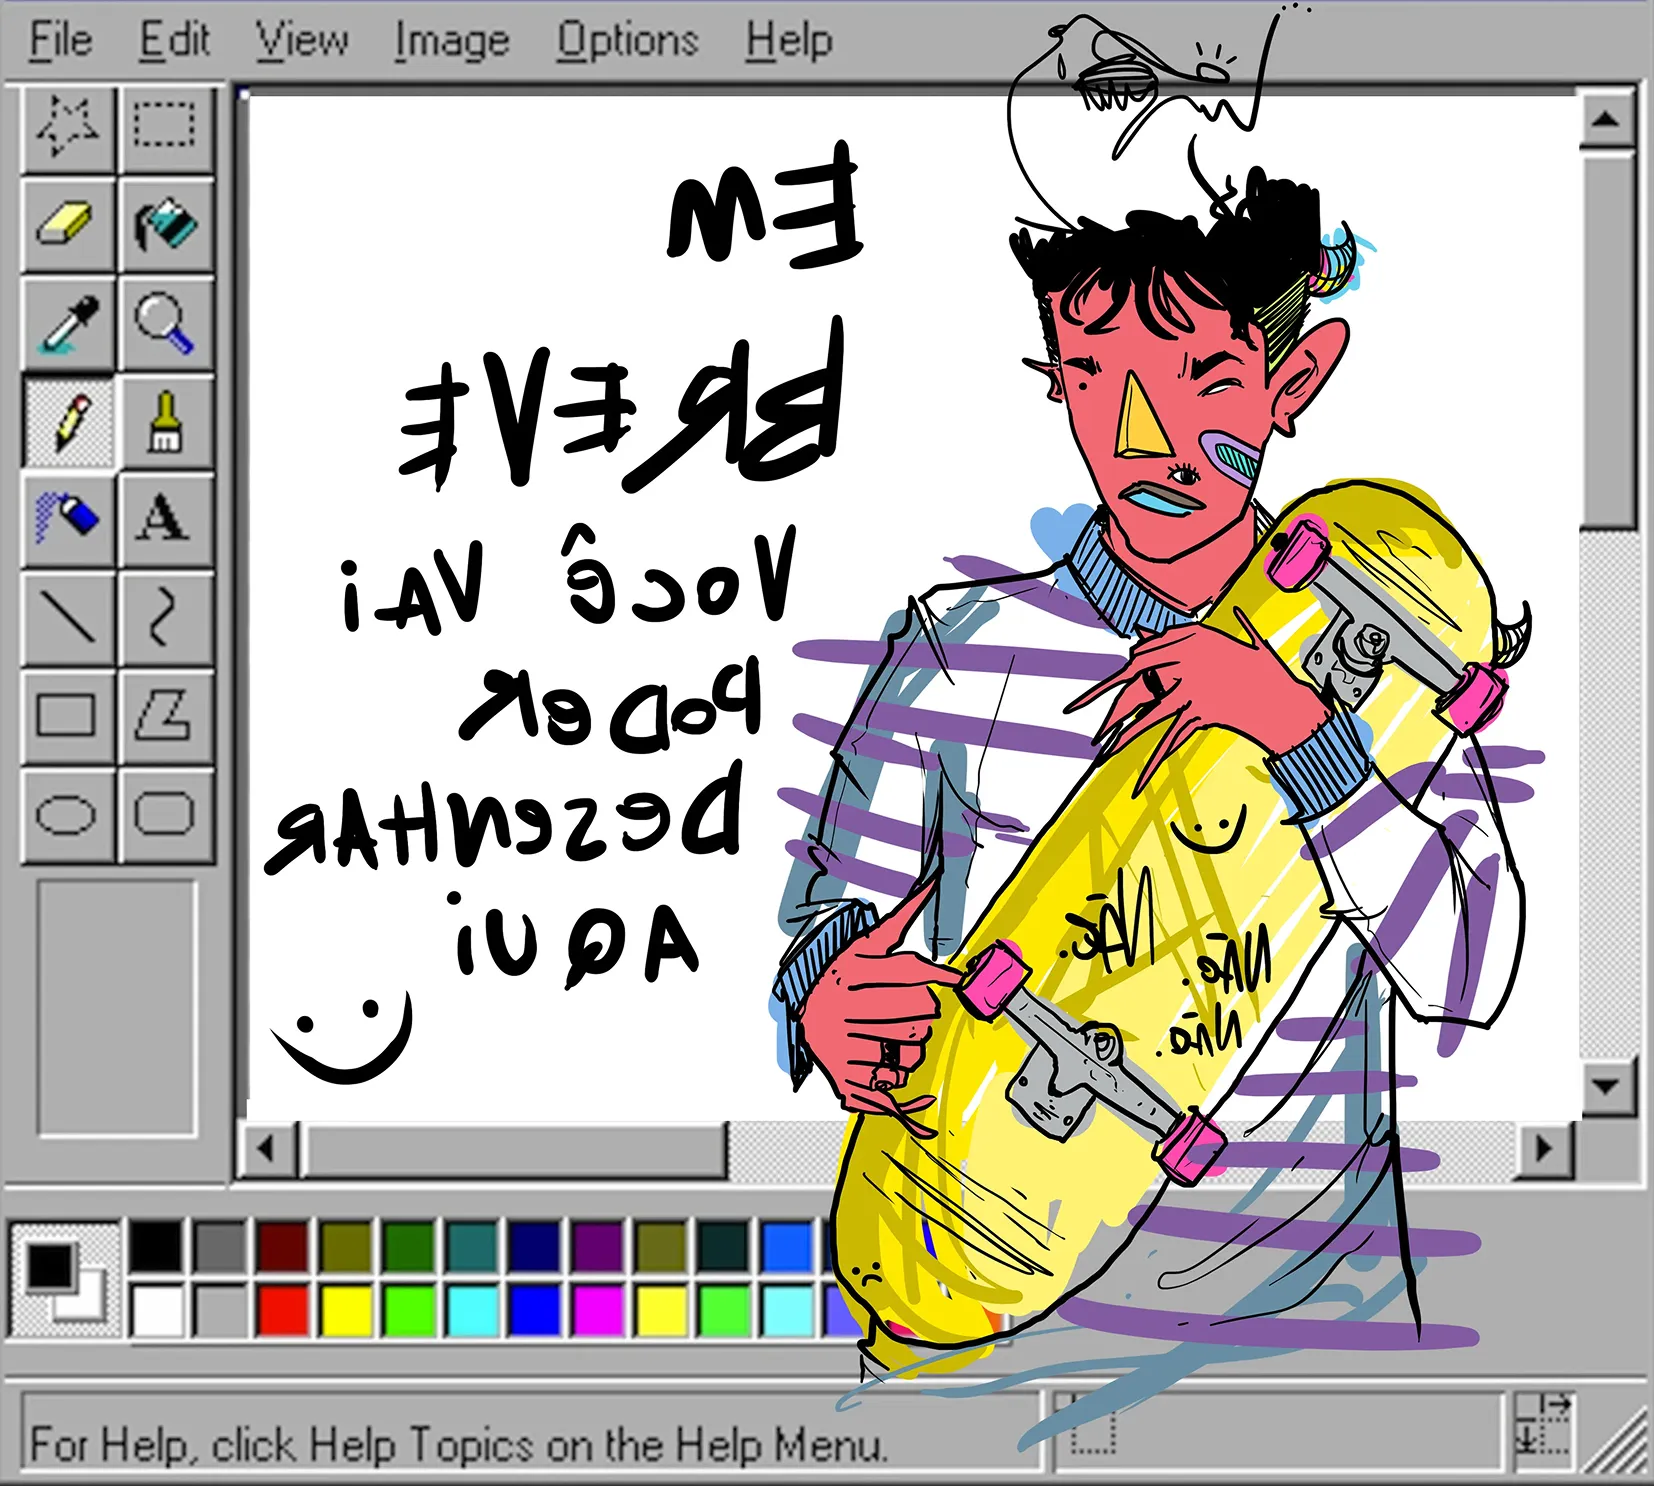 File Edit View Image Options Help
EM
BREVE
Você VAi
poDeR
DesenHAR
AQUi
Não.
Não.
Não.
For Help, click Help Topics on the Help Menu.